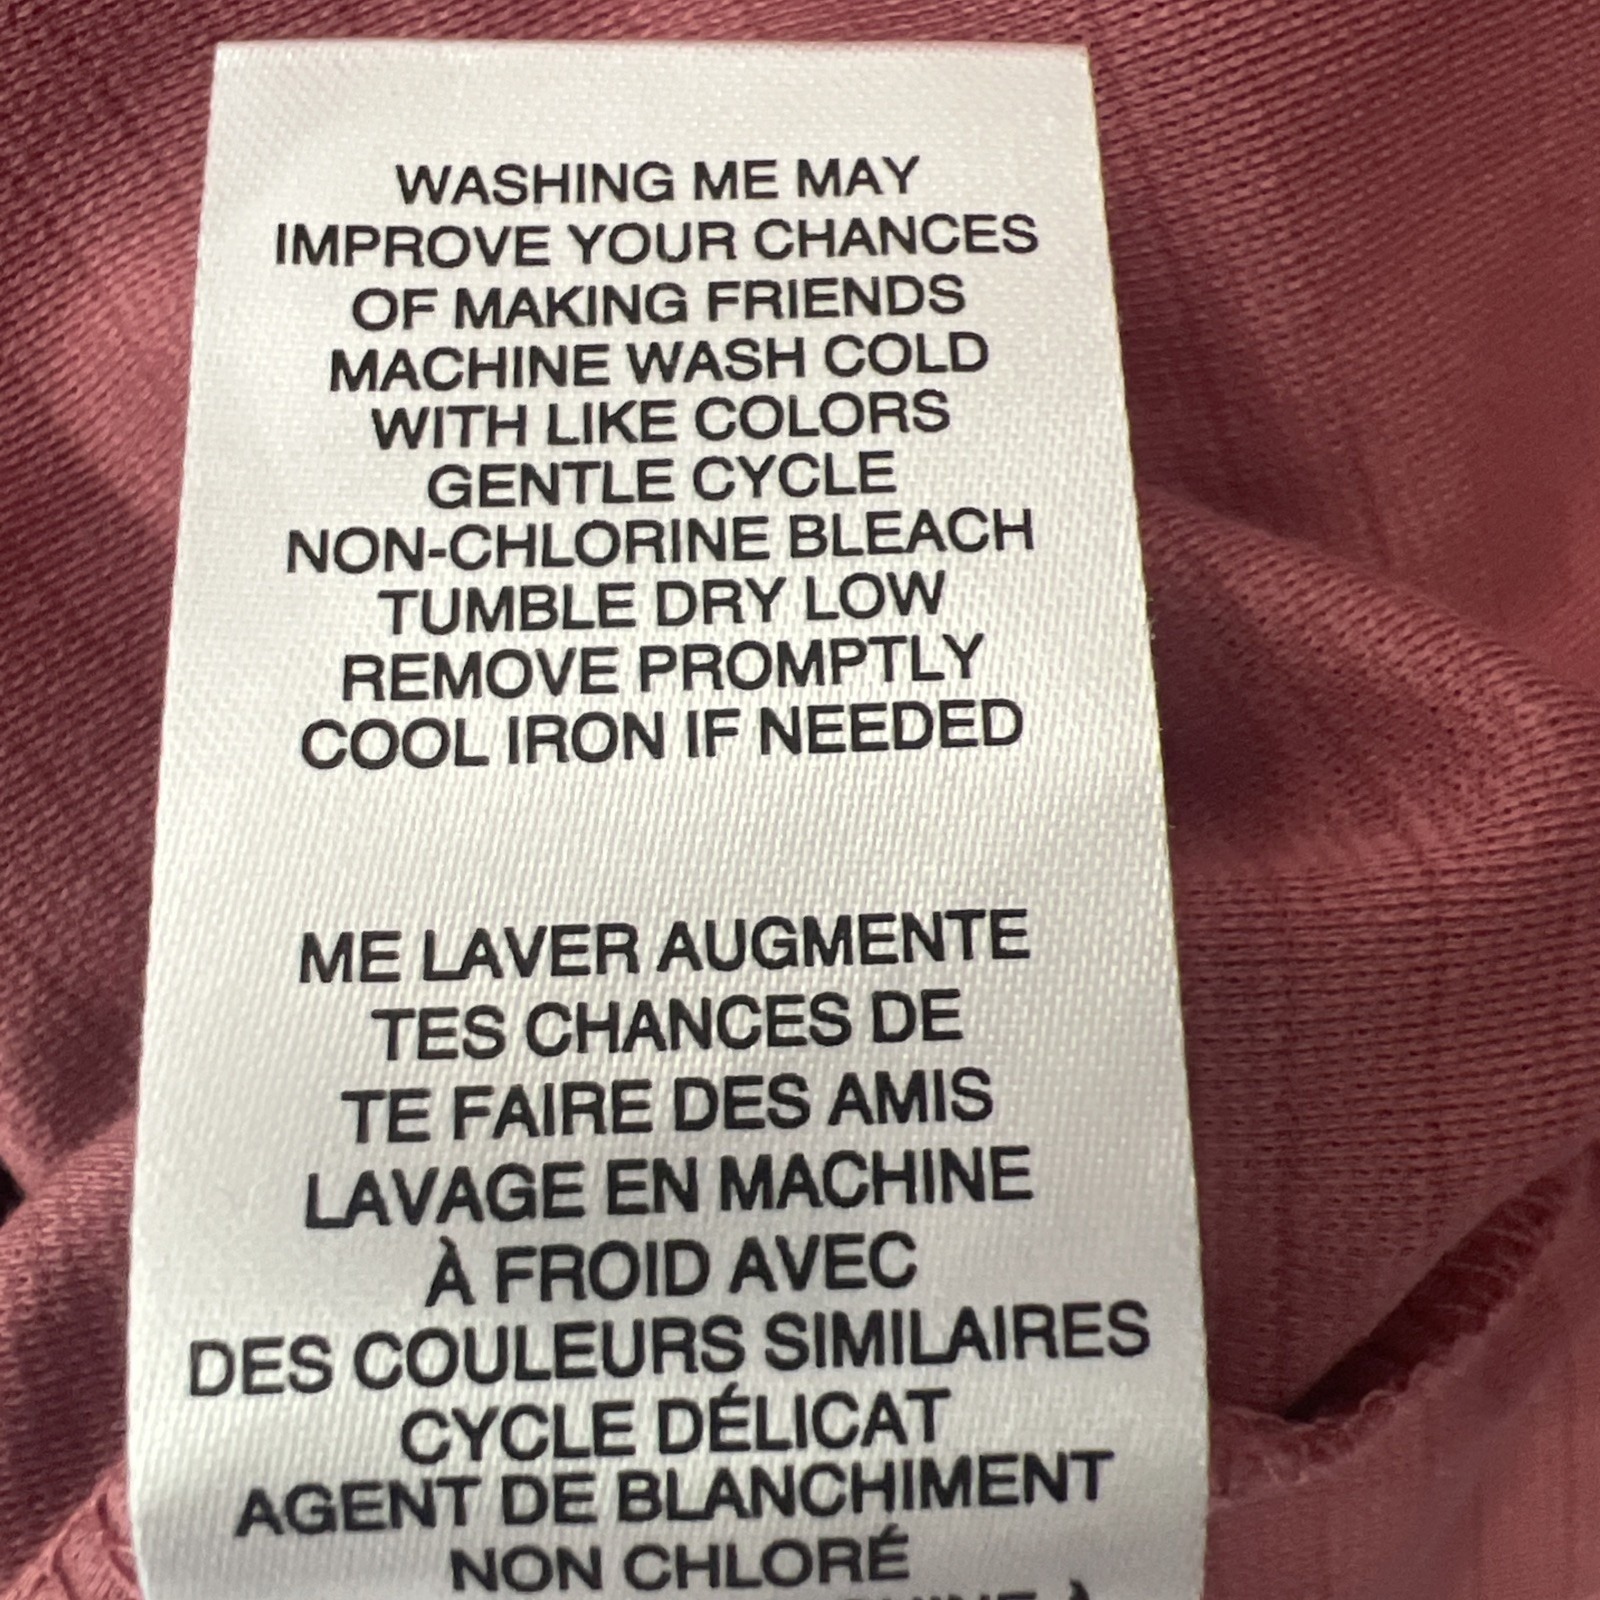 WASHING ME MAY
IMPROVE YOUR CHANCES
OF MAKING FRIENDS
MACHINE WASH COLD
WITH LIKE COLORS
GENTLE CYCLE
NON-CHLORINE BLEACH
TUMBLE DRY LOW
REMOVE PROMPTLY
COOL IRON IF NEEDED
ME LAVER AUGMENTE
TES CHANCES DE
TE FAIRE DES AMIS
LAVAGE EN MACHINE
À FROID AVEC
DES COULEURS SIMILAIRES
CYCLE DÉLICAT
AGENT DE BLANCHIMENT
NON CHLORÉ